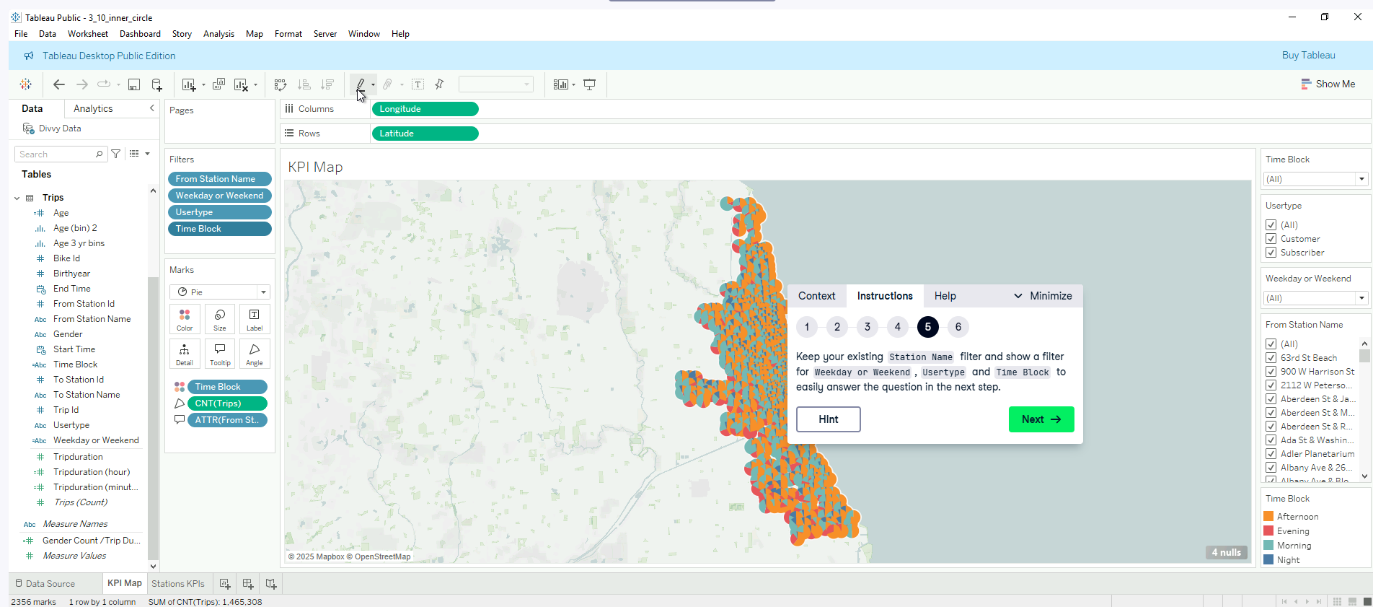 Tableau Public - 3_10_inner_circle
File Data Worksheet Dashboard Story Analysis Map Format Server Window Help
Tableau Desktop Public Edition Buy Tableau
Show Me
Data Analytics
Divvy Data
Search
Tables
Trips
Age
Age (bin) 2
Age 3 yr bins
Bike Id
Birthyear
End Time
From Station Id
Abc From Station Name
Abc Gender
Start Time
Abc Time Block
To Station Id
Abc To Station Name
Trip Id
Abc Usertype
Abc Weekday or Weekend
Tripduration
Tripduration (hour)
Tripduration (minut...
Trips (Count)
Abc Measure Names
Gender Count /Trip Du...
Measure Values
Pages
Filters
From Station Name
Weekday or Weekend
Usertype
Time Block
Marks
Pie
Color Size Label
Detail Tooltip Angle
Time Block
CNT(Trips)
ATTR(From St..
Columns Longitude
Rows Latitude
KPI Map
© 2025 Mapbox © OpenStreetMap
4 nulls
Context Instructions Help Minimize
1 2 3 4 5 6
Keep your existing Station Name filter and show a filter
for Weekday or Weekend , Usertype and Time Block to
easily answer the question in the next step.
Hint Next →
Time Block
(All)
Usertype
(All)
Customer
Subscriber
Weekday or Weekend
(All)
From Station Name
(All)
63rd St Beach
900 W Harrison St
2112 W Peterso...
Aberdeen St & Ja...
Aberdeen St & M...
Aberdeen St & R...
Ada St & Washin...
Adler Planetarium
Albany Ave & 26...
Albany Ave & Blo...
Time Block
Afternoon
Evening
Morning
Night
Data Source KPI Map Stations KPIs
2356 marks 1 row by 1 column SUM of CNT(Trips): 1,465,308